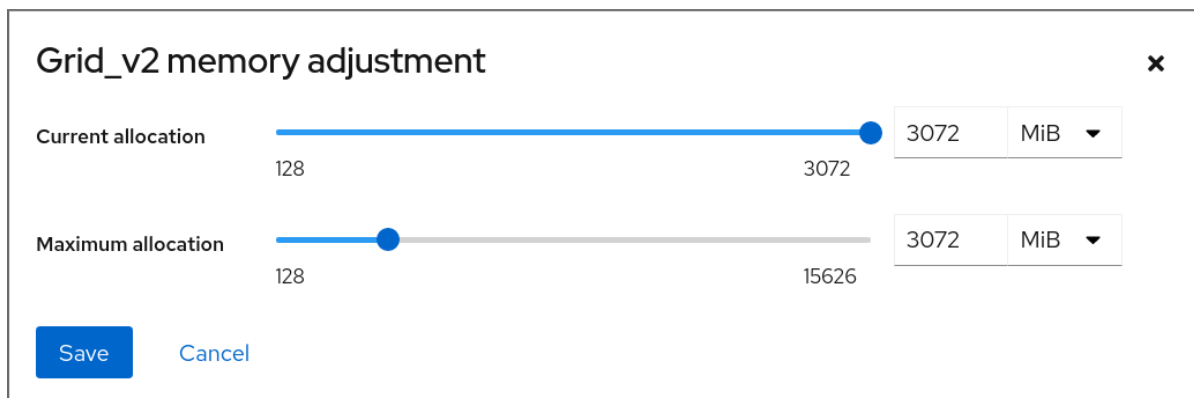 Grid_v2 memory adjustment
Current allocation 3072 MiB
128 3072
Maximum allocation 3072 MiB
128 15626
Save Cancel